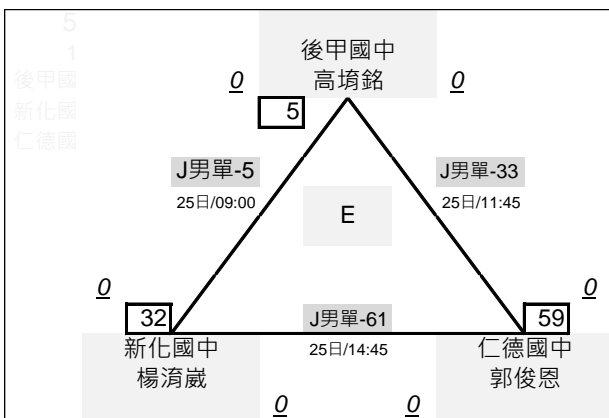 5
1
後甲國
新化國
仁德國
後甲國中
高堉銘
0
0
5
J男單-5
25日/09:00
J男單-33
25日/11:45
E
0
0
32
J男單-61
59
25日/14:45
新化國中
楊淯崴
仁德國中
郭俊恩
0
0